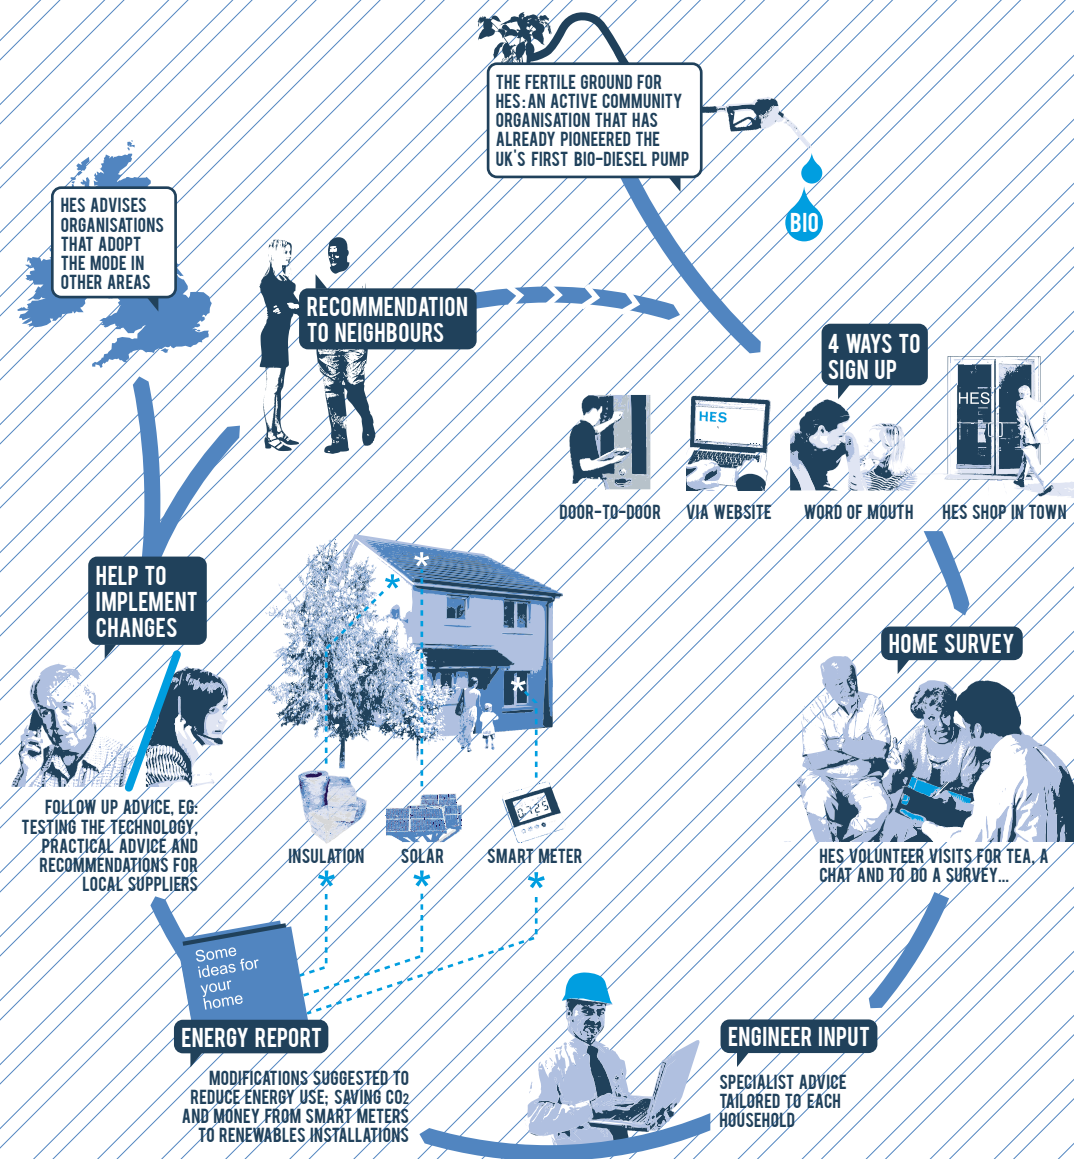 THE FERTILE GROUND FOR
HES: AN ACTIVE COMMUNITY
ORGANISATION THAT HAS
ALREADY PIONEERED THE
UK'S FIRST BIO-DIESEL PUMP
BIO
HES ADVISES
ORGANISATIONS
THAT ADOPT
THE MODE IN
OTHER AREAS
RECOMMENDATION
TO NEIGHBOURS
4 WAYS TO
SIGN UP
HES
HES
DOOR-TO-DOOR
VIA WEBSITE
WORD OF MOUTH
HES SHOP IN TOWN
HOME SURVEY
HES VOLUNTEER VISITS FOR TEA, A
CHAT AND TO DO A SURVEY...
ENGINEER INPUT
SPECIALIST ADVICE
TAILORED TO EACH
HOUSEHOLD
INSULATION
SOLAR
0.725
SMART METER
Some
ideas for
your
home
ENERGY REPORT
MODIFICATIONS SUGGESTED TO
REDUCE ENERGY USE; SAVING CO2
AND MONEY FROM SMART METERS
TO RENEWABLES INSTALLATIONS
HELP TO
IMPLEMENT
CHANGES
FOLLOW UP ADVICE, EG:
TESTING THE TECHNOLOGY,
PRACTICAL ADVICE AND
RECOMMENDATIONS FOR
LOCAL SUPPLIERS